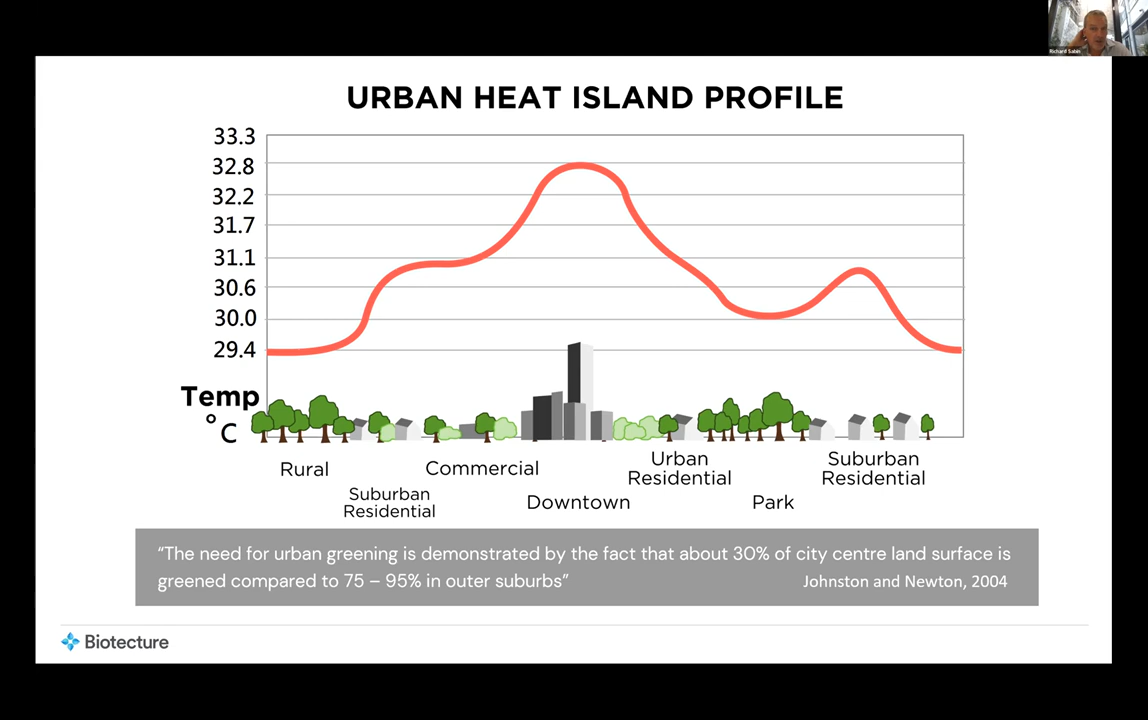 Richard Sabin
URBAN HEAT ISLAND PROFILE
33.3
32.8
32.2
31.7
31.1
30.6
30.0
29.4
Temp
°C
Rural
Suburban
Residential
Commercial
Downtown
Urban
Residential
Park
Suburban
Residential
“The need for urban greening is demonstrated by the fact that about 30% of city centre land surface is
greened compared to 75 – 95% in outer suburbs”
Johnston and Newton, 2004
Biotecture